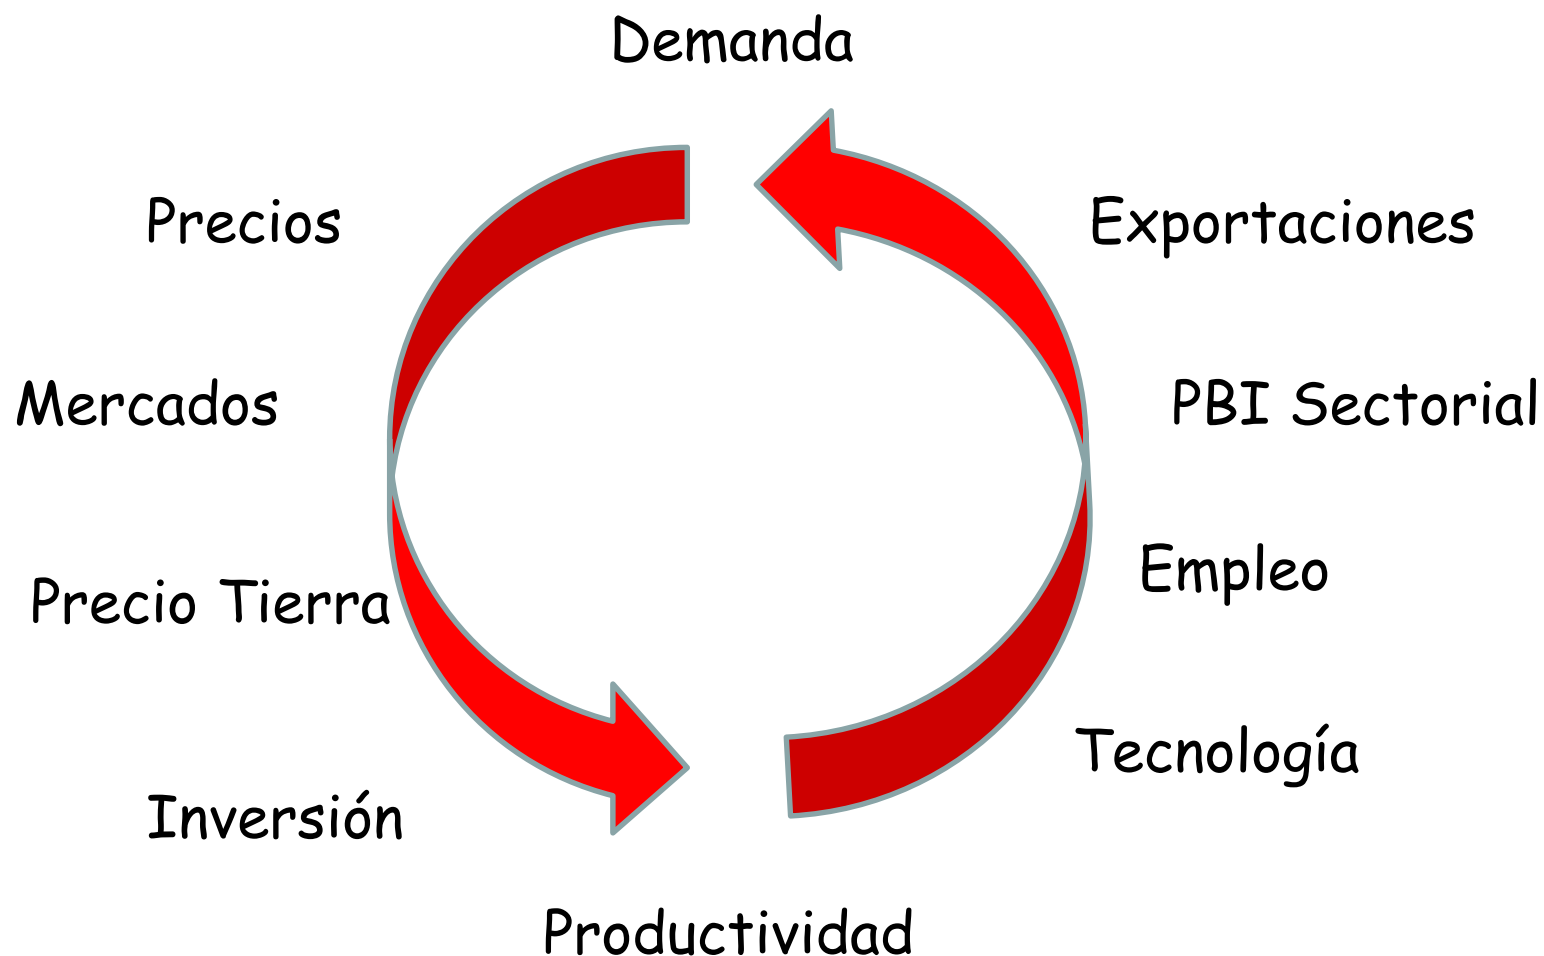 Demanda
Precios
Exportaciones
Mercados
PBI Sectorial
Empleo
Precio Tierra
Tecnología
Inversión
Productividad